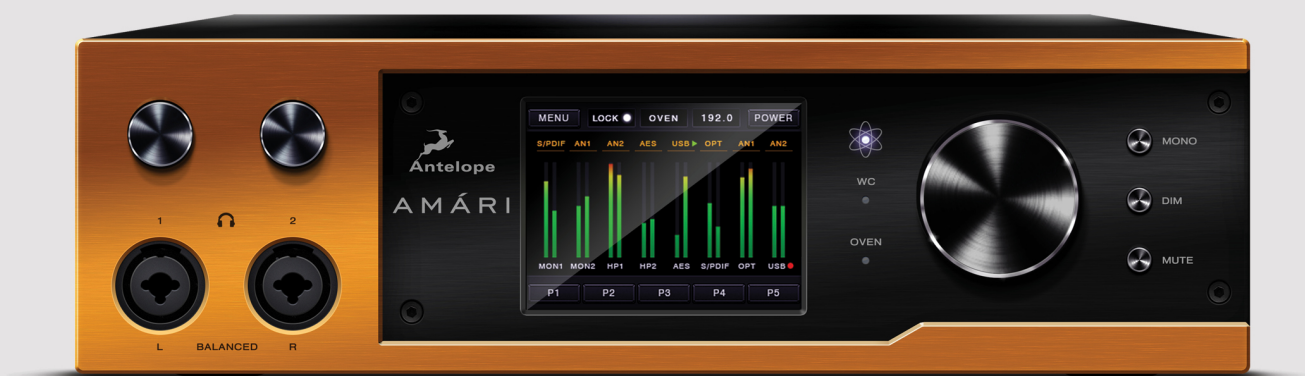 Antelope
AMÁRI
1 2
L BALANCED R
MENU LOCK OVEN 192.0 POWER
S/PDIF AN1 AN2 AES USB OPT AN1 AN2
MON1 MON2 HP1 HP2 AES S/PDIF OPT USB
P1 P2 P3 P4 P5
WC
OVEN
MONO
DIM
MUTE